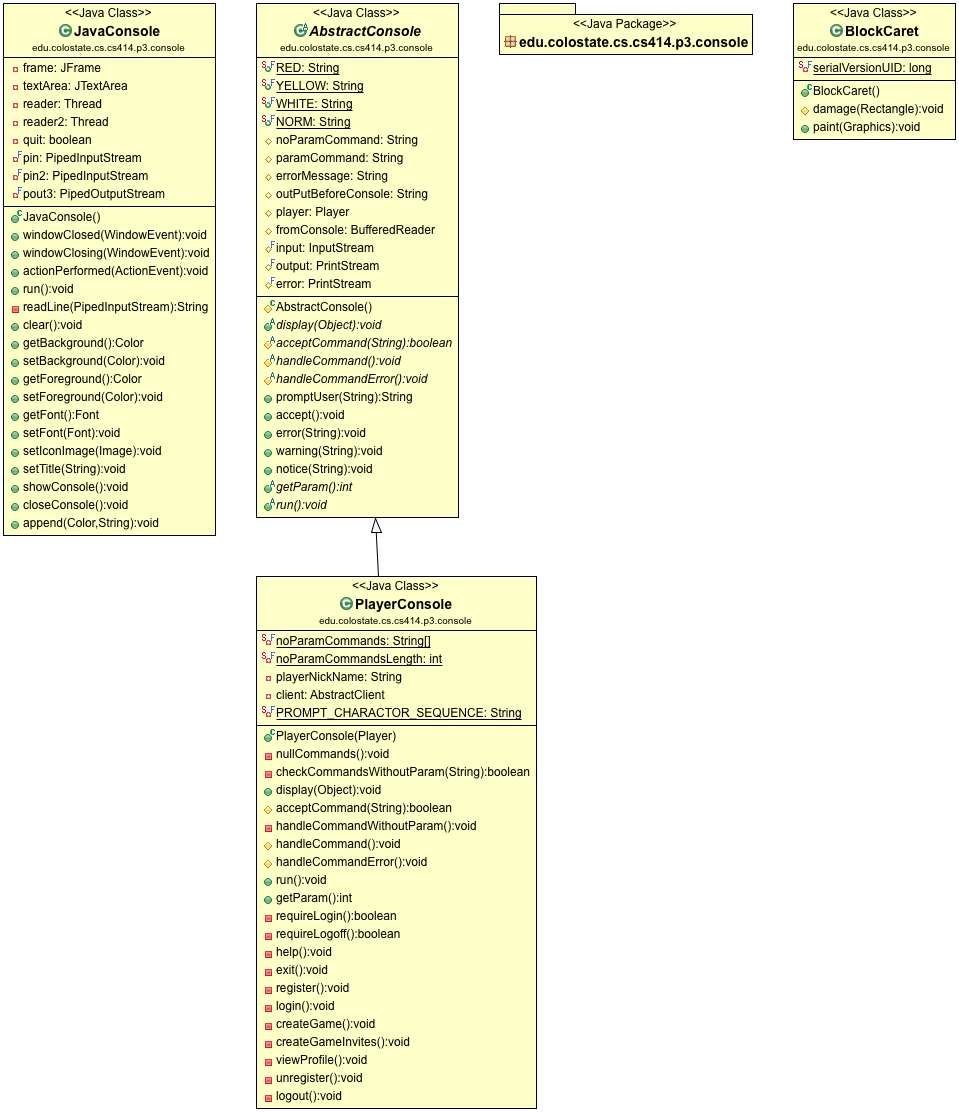 <<Java Class>>
JavaConsole
edu.colostate.cs.cs414.p3.console
frame: JFrame
textArea: JTextArea
reader: Thread
reader2: Thread
quit: boolean
pin: PipedInputStream
pin2: PipedInputStream
pout3: PipedOutputStream
JavaConsole()
windowClosed(WindowEvent):void
windowClosing(WindowEvent):void
actionPerformed(ActionEvent):void
run():void
readLine(PipedInputStream):String
clear():void
getBackground():Color
setBackground(Color):void
getForeground():Color
setForeground(Color):void
getFont():Font
setFont(Font):void
setIconImage(Image):void
setTitle(String):void
showConsole():void
closeConsole():void
append(Color,String):void
<<Java Class>>
AbstractConsole
edu.colostate.cs.cs414.p3.console
RED: String
YELLOW: String
WHITE: String
NORM: String
noParamCommand: String
paramCommand: String
errorMessage: String
outPutBeforeConsole: String
player: Player
fromConsole: BufferedReader
input: InputStream
output: PrintStream
error: PrintStream
AbstractConsole()
display(Object):void
acceptCommand(String):boolean
handleCommand():void
handleCommandError():void
promptUser(String):String
accept():void
error(String):void
warning(String):void
notice(String):void
getParam():int
run():void
<<Java Package>>
edu.colostate.cs.cs414.p3.console
<<Java Class>>
BlockCaret
edu.colostate.cs.cs414.p3.console
serialVersionUID: long
BlockCaret()
damage(Rectangle):void
paint(Graphics):void
<<Java Class>>
PlayerConsole
edu.colostate.cs.cs414.p3.console
noParamCommands: String[]
noParamCommandsLength: int
playerNickName: String
client: AbstractClient
PROMPT_CHARACTOR_SEQUENCE: String
PlayerConsole(Player)
nullCommands():void
checkCommandsWithoutParam(String):boolean
display(Object):void
acceptCommand(String):boolean
handleCommandWithoutParam():void
handleCommand():void
handleCommandError():void
run():void
getParam():int
requireLogin():boolean
requireLogoff():boolean
help():void
exit():void
register():void
login():void
createGame():void
createGameInvites():void
viewProfile():void
unregister():void
logout():void